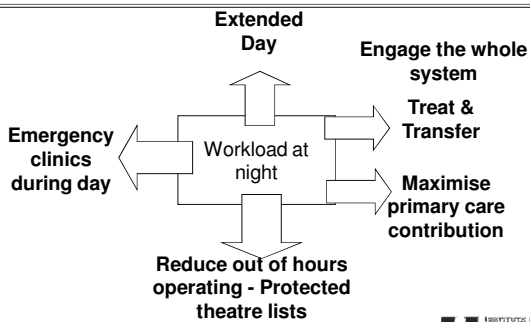 Extended
Day
Engage the whole
system
Treat &
Transfer
Emergency
clinics
during day
Workload at
night
Maximise
primary care
contribution
Reduce out of hours
operating - Protected
theatre lists